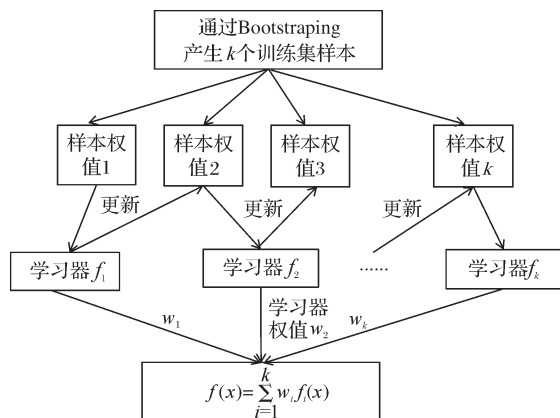 通过Bootstraping
产生k个训练集样本
样本权
值1
样本权
值2
样本权
值3
样本权
值k
更新
更新
更新
学习器f₁
学习器f₂
......
学习器fₖ
w₁
学习器
权值w₂
wₖ
f(x)=∑ᵢ₌₁ᵏ wᵢfᵢ(x)